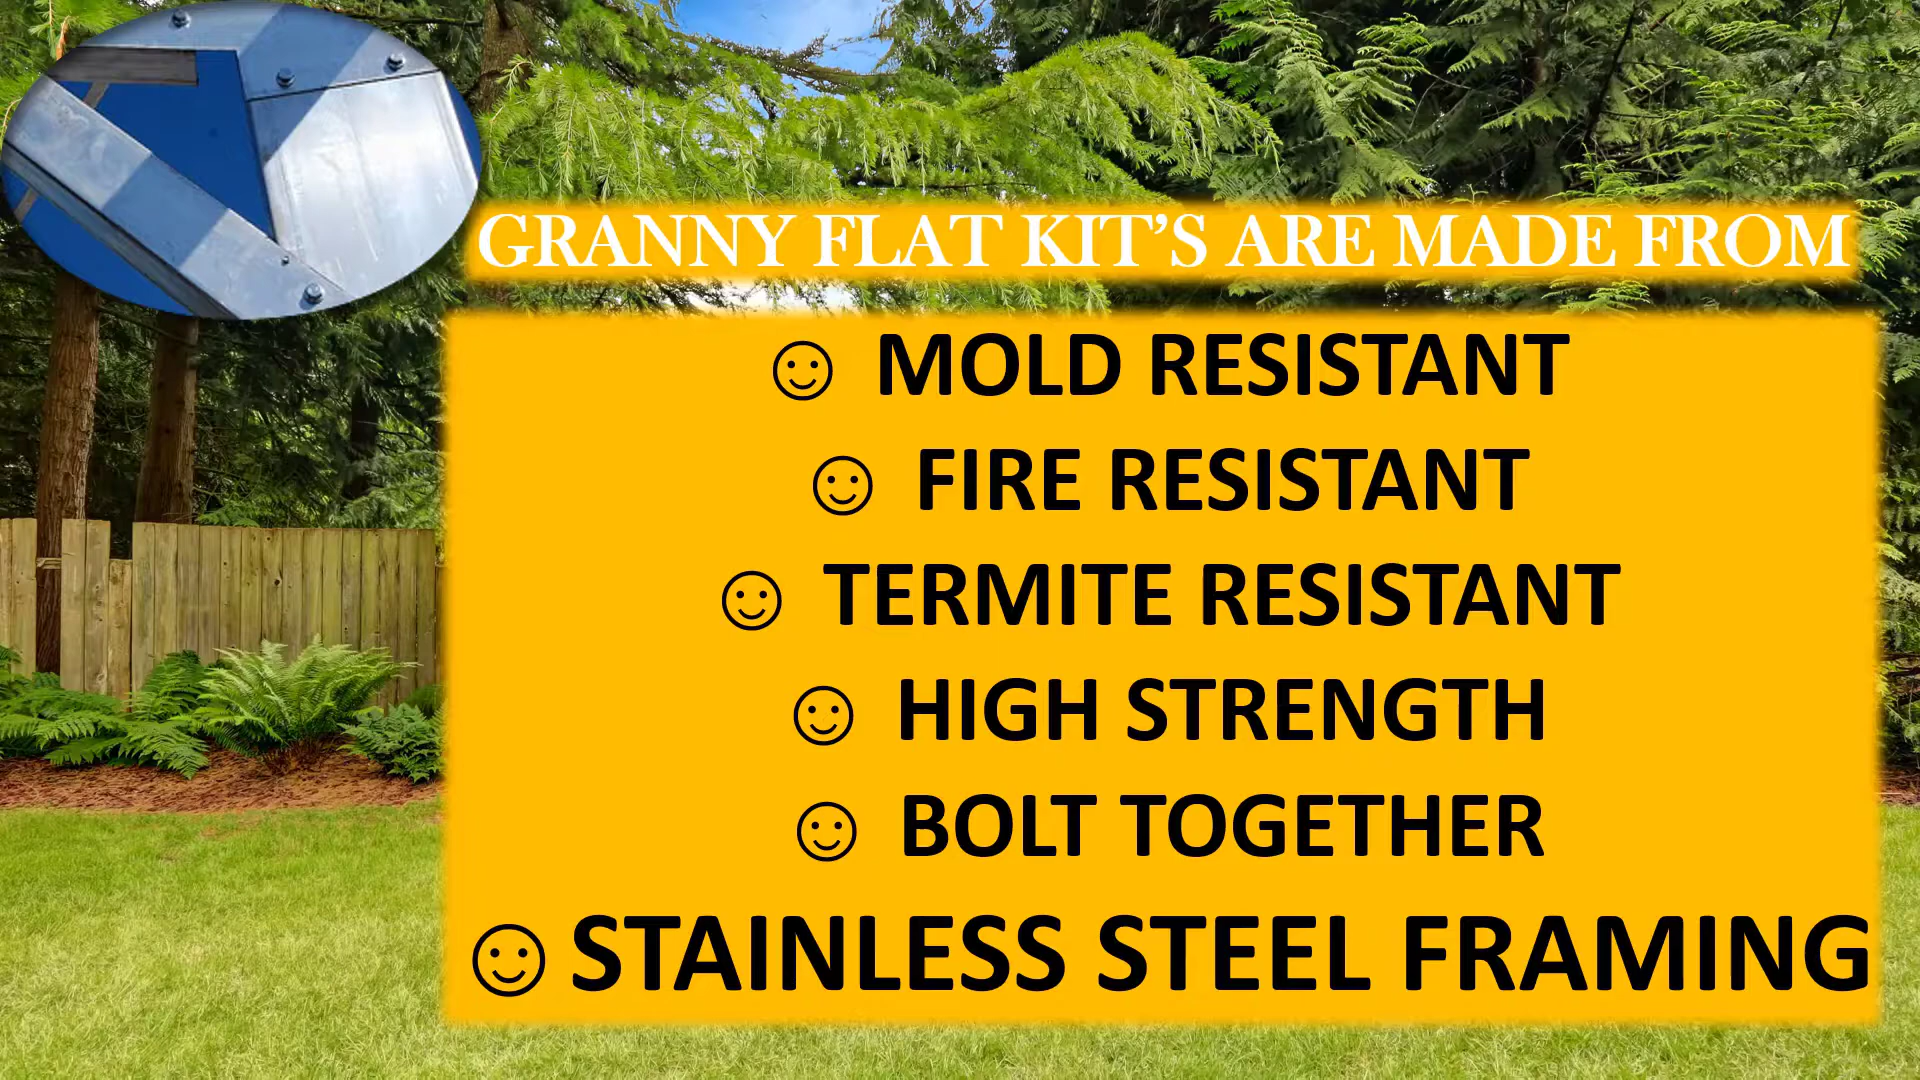 GRANNY FLAT KIT’S ARE MADE FROM
☺ MOLD RESISTANT
☺ FIRE RESISTANT
☺ TERMITE RESISTANT
☺ HIGH STRENGTH
☺ BOLT TOGETHER
☺ STAINLESS STEEL FRAMING